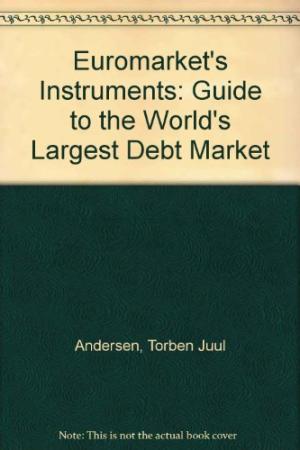 Euromarket's
Instruments: Guide
to the World's
Largest Debt Market
Andersen, Torben Juul
Note: This is not the actual book cover